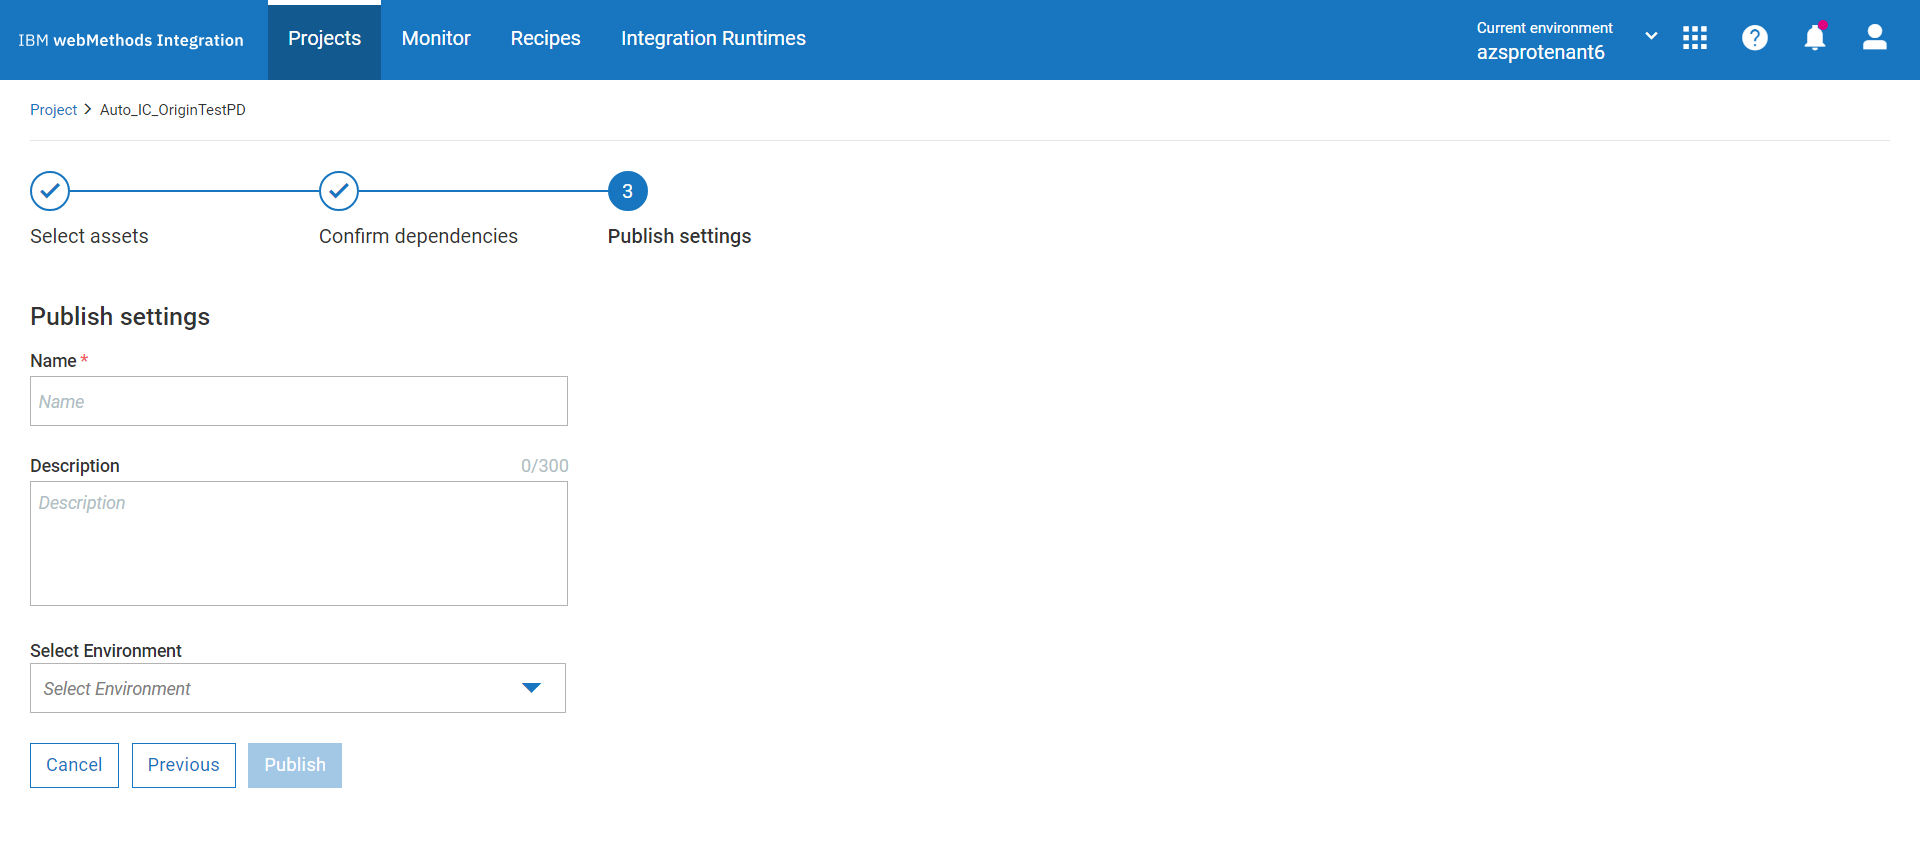 IBM webMethods Integration
Projects
Monitor
Recipes
Integration Runtimes
Current environment
azsprotenant6
?
Project > Auto_IC_OriginTestPD
3
Select assets
Confirm dependencies
Publish settings
Publish settings
Name *
Name
Description
0/300
Description
Select Environment
Select Environment
Cancel
Previous
Publish